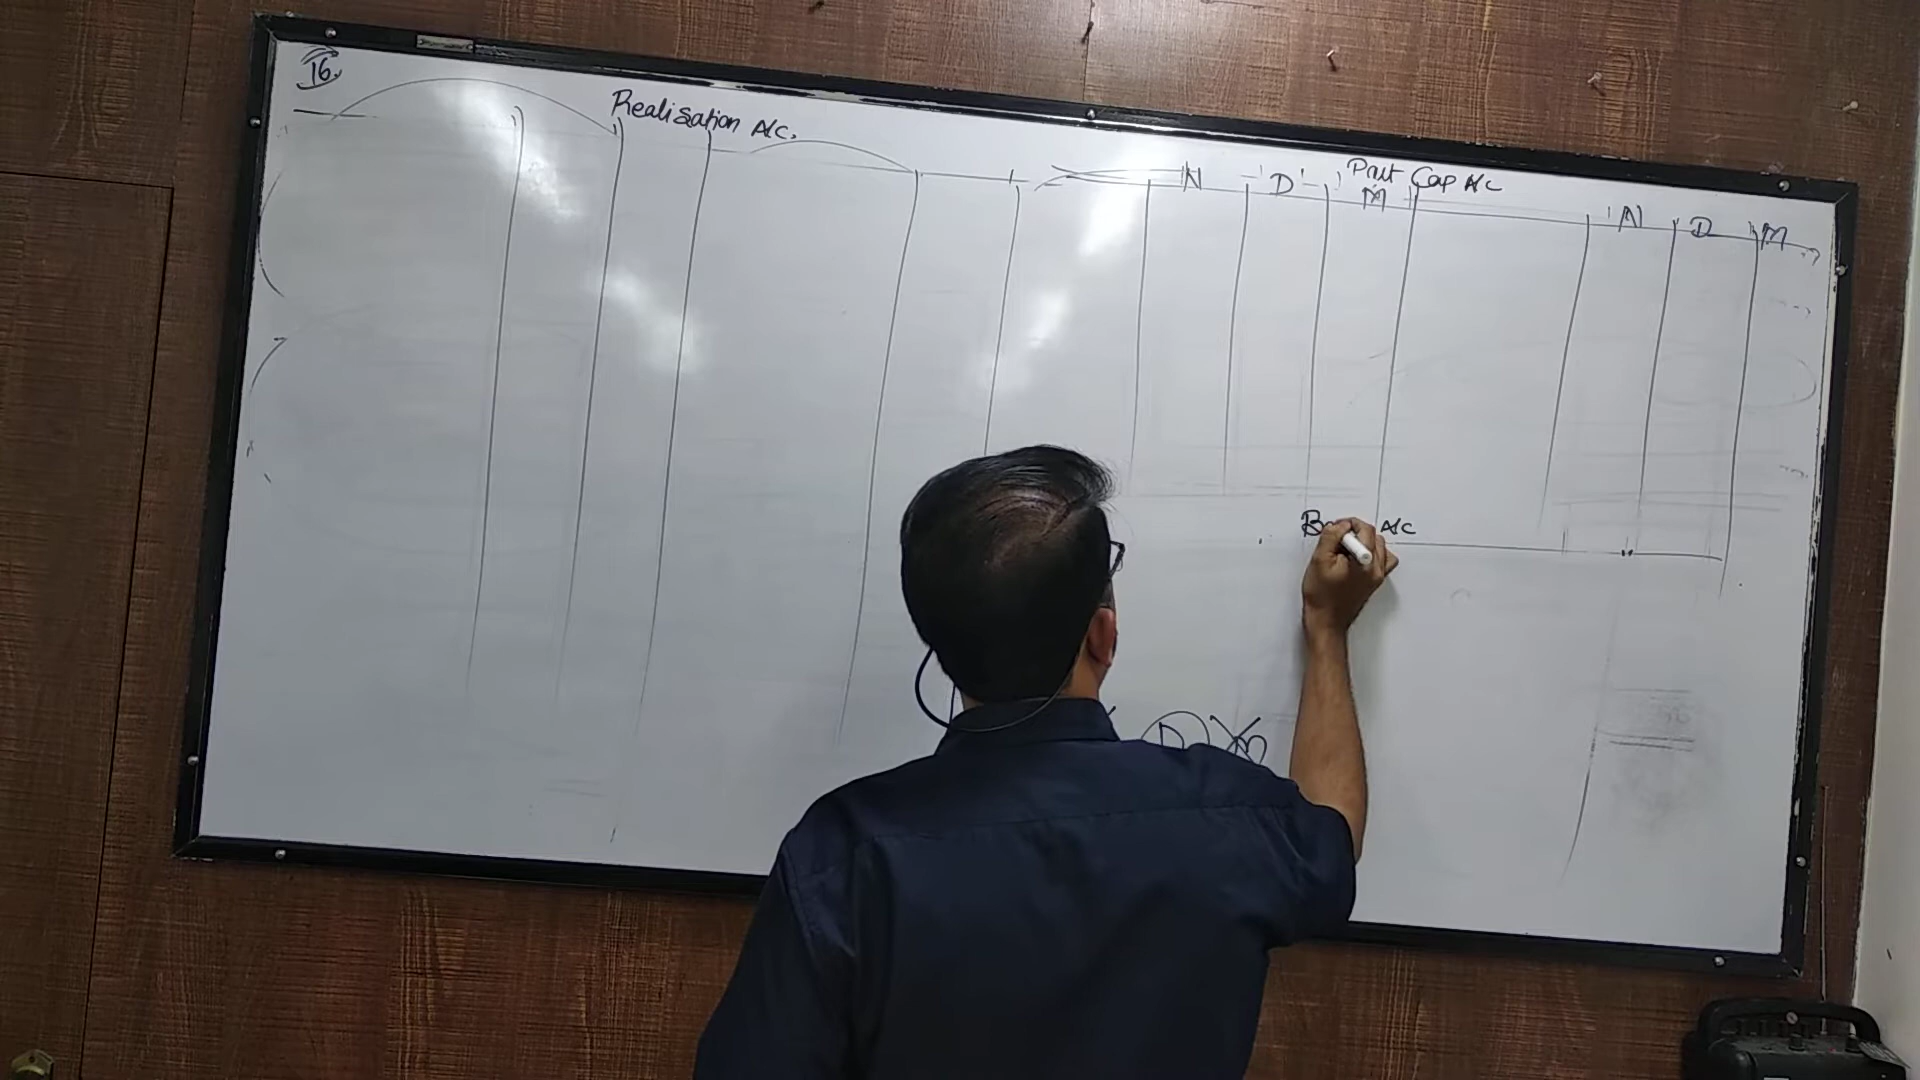 16.
Realisation A/c.
Part Cap A/c
N D M N D M
A/c
D